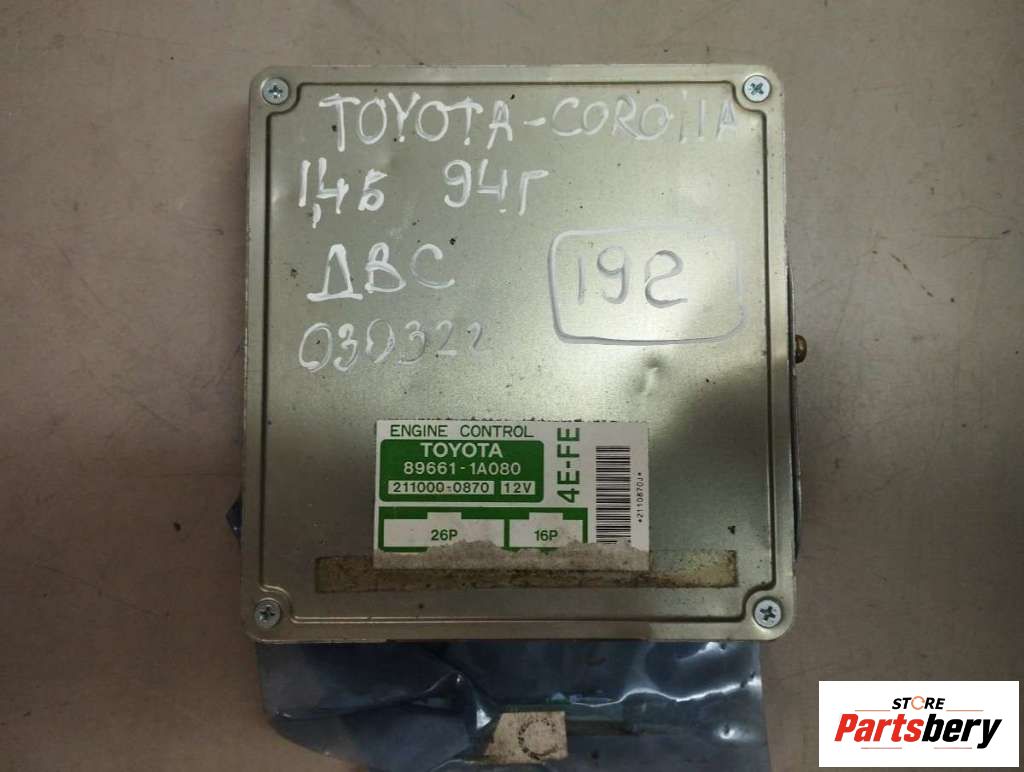 TOYOTA-COROLLA
1,4Б 94Г
ДВС
192
030322
ENGINE CONTROL
TOYOTA
89661-1A080
211000-0870 12V
4E-FE
26P 16P
*2110870J*
STORE
Partsbery